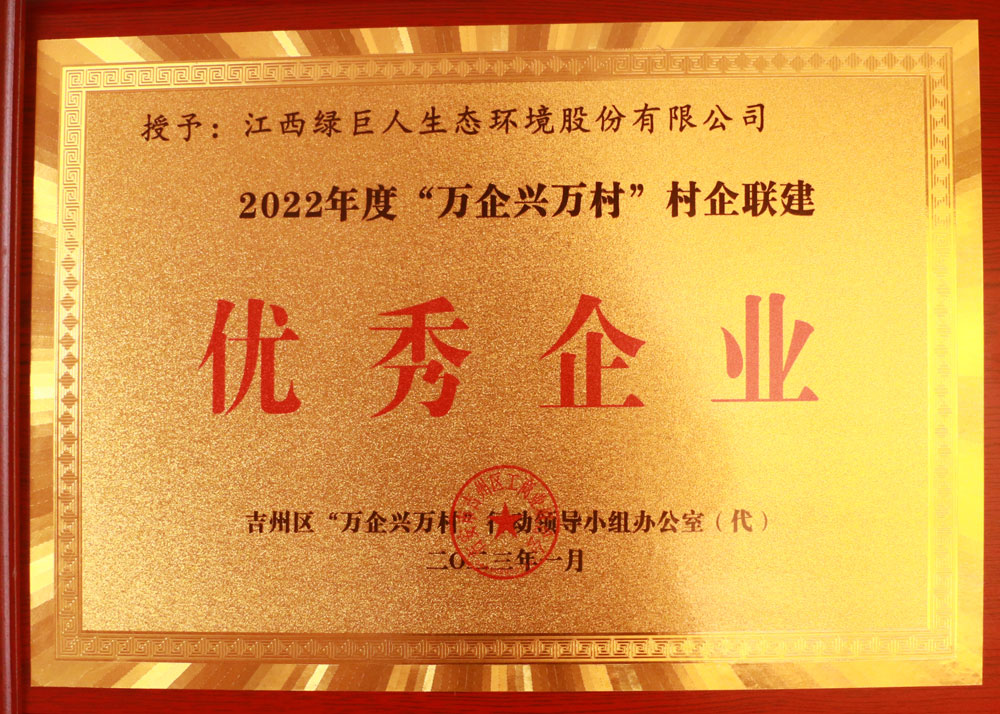 授予：江西绿巨人生态环境股份有限公司
2022年度“万企兴万村”村企联建
优秀企业
吉州区“万企兴万村”行动领导小组办公室（代）
二〇二三年一月